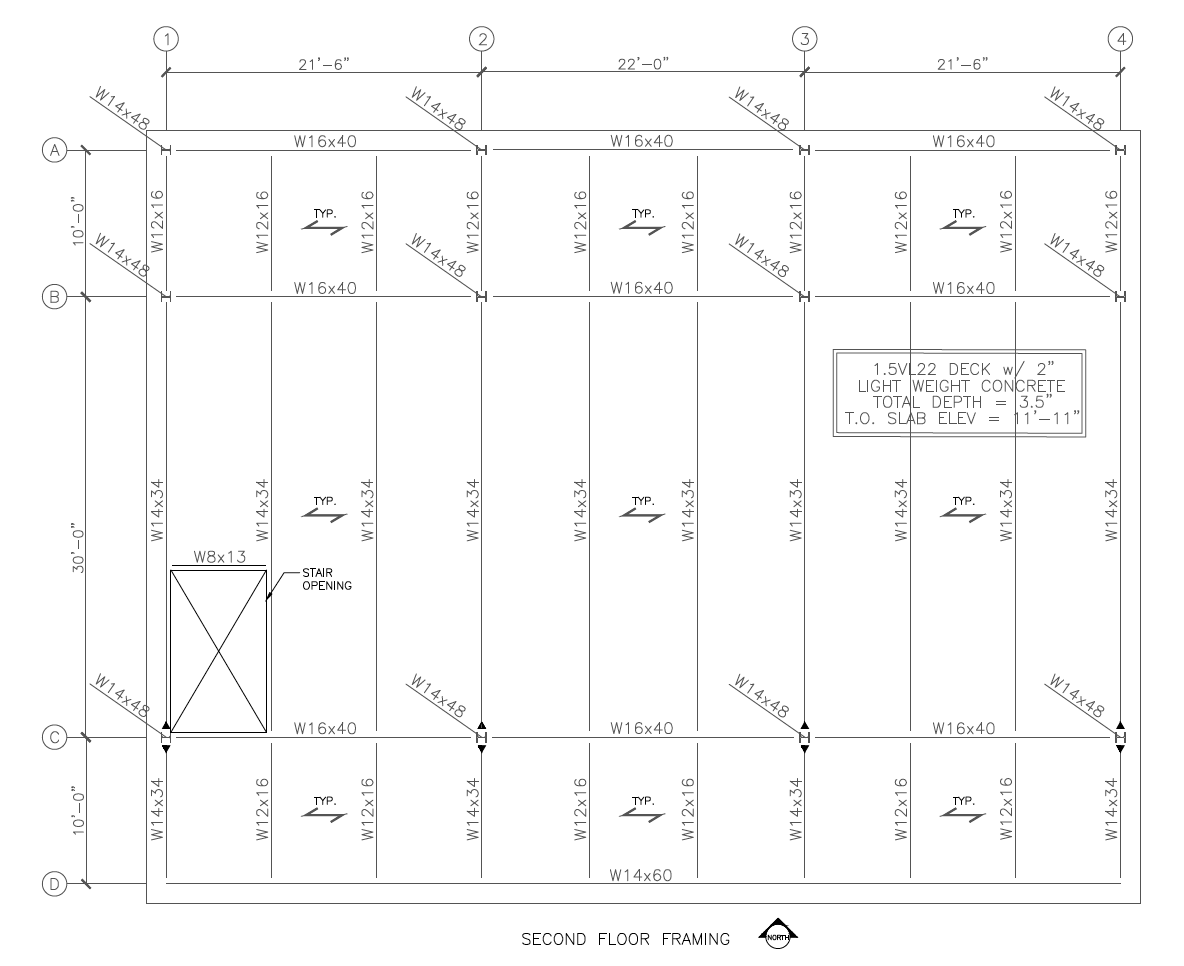 1 2 3 4
21'-6" 22'-0" 21'-6"
W14x48 W14x48 W14x48 W14x48
A W16x40 W16x40 W16x40
10'-0"
W12x16 W12x16 W12x16 W12x16 W12x16 W12x16 W12x16 W12x16 W12x16 W12x16
TYP. TYP. TYP.
W14x48 W14x48 W14x48 W14x48
B W16x40 W16x40 W16x40
1.5VL22 DECK w/ 2"
LIGHT WEIGHT CONCRETE
TOTAL DEPTH = 3.5"
T.O. SLAB ELEV = 11'-11"
30'-0"
W14x34 W14x34 W14x34 W14x34 W14x34 W14x34 W14x34 W14x34 W14x34 W14x34
TYP. TYP. TYP.
W8x13
STAIR
OPENING
W14x48 W14x48 W14x48 W14x48
C W16x40 W16x40 W16x40
10'-0"
W14x34 W12x16 W12x16 W14x34 W12x16 W12x16 W14x34 W12x16 W12x16 W14x34
TYP. TYP. TYP.
D W14x60
SECOND FLOOR FRAMING NORTH